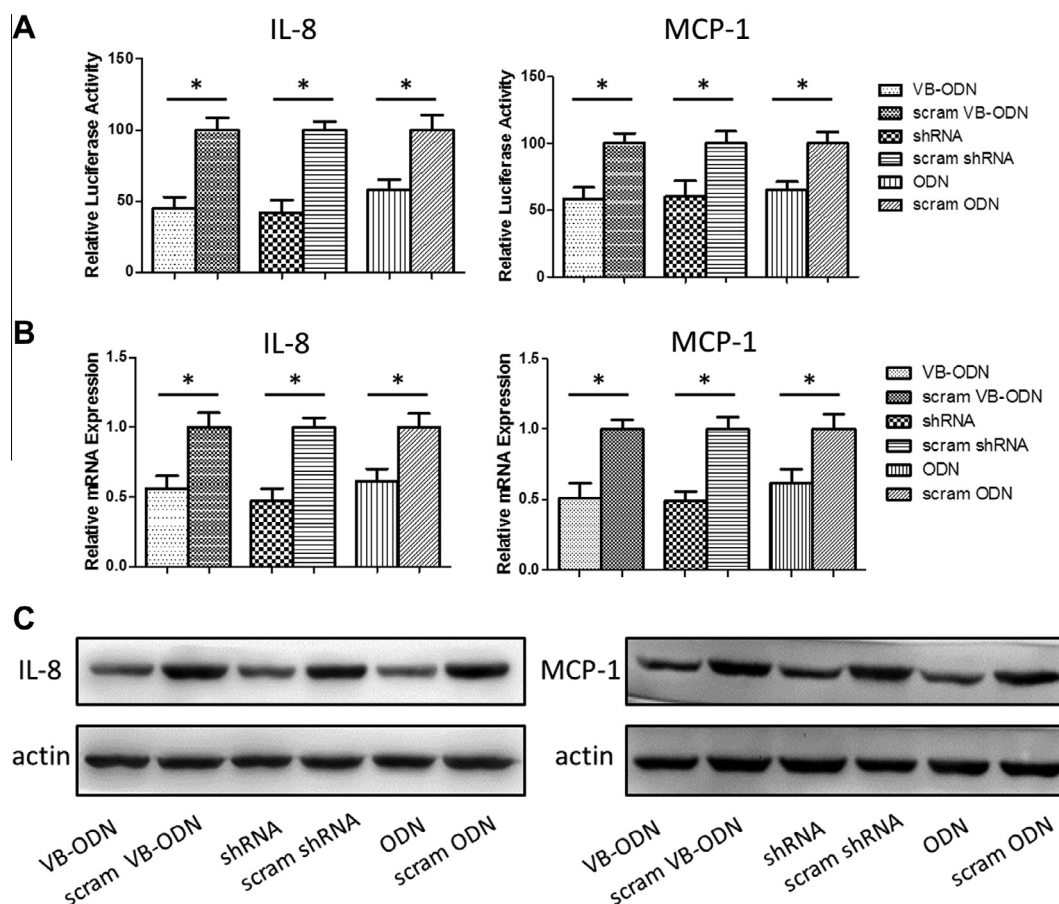 A
IL-8
Relative Luciferase Activity
150
100
50
0
*
*
*
MCP-1
Relative Luciferase Activity
150
100
50
0
*
*
*
VB-ODN
scram VB-ODN
shRNA
scram shRNA
ODN
scram ODN
B
IL-8
Relative mRNA Expression
1.5
1.0
0.5
0.0
*
*
*
MCP-1
Relative mRNA Expression
1.5
1.0
0.5
0.0
*
*
*
VB-ODN
scram VB-ODN
shRNA
scram shRNA
ODN
scram ODN
C
IL-8
actin
VB-ODN
scram VB-ODN
shRNA
scram shRNA
ODN
scram ODN
MCP-1
actin
VB-ODN
scram VB-ODN
shRNA
scram shRNA
ODN
scram ODN